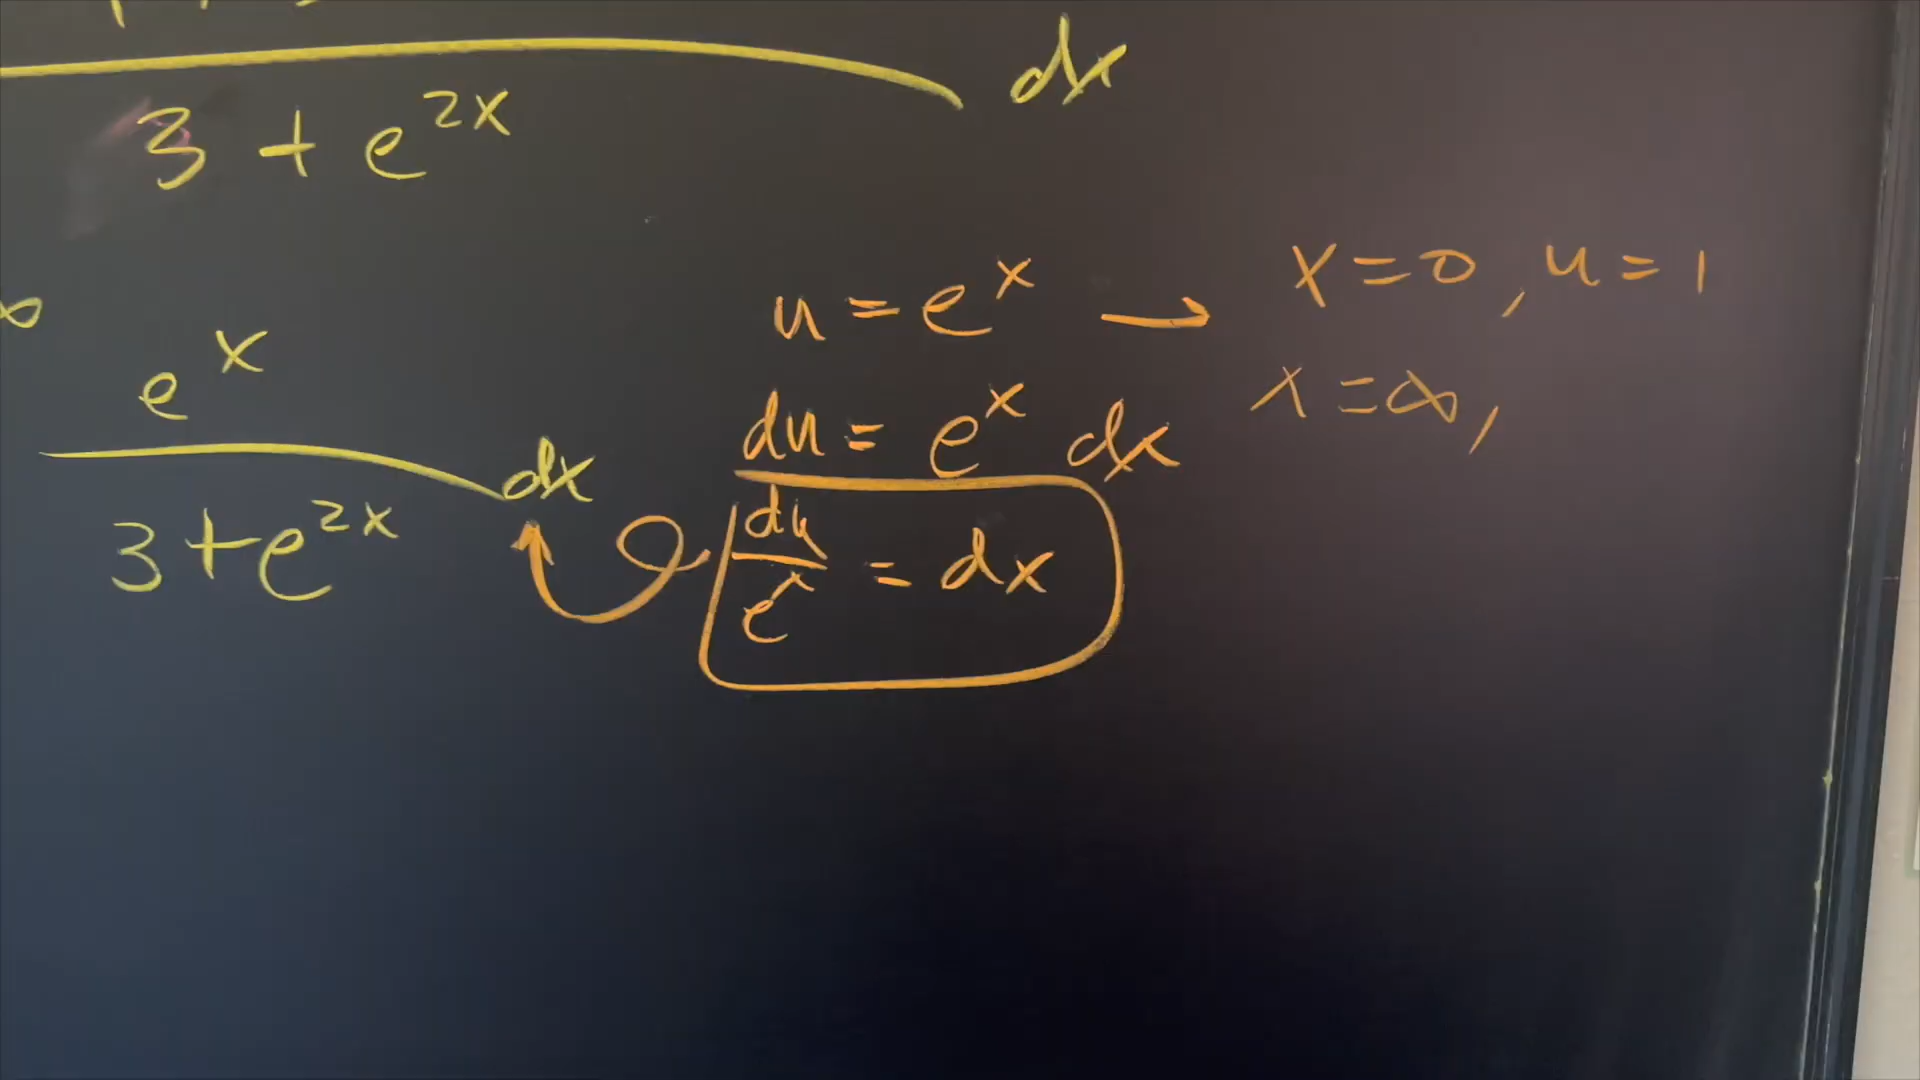 dx
3 + e^{2x}
u = e^x → x = 0, u = 1
∞
e^x
du = e^x dx
x = ∞,
dx
3 + e^{2x}
du/e^x = dx